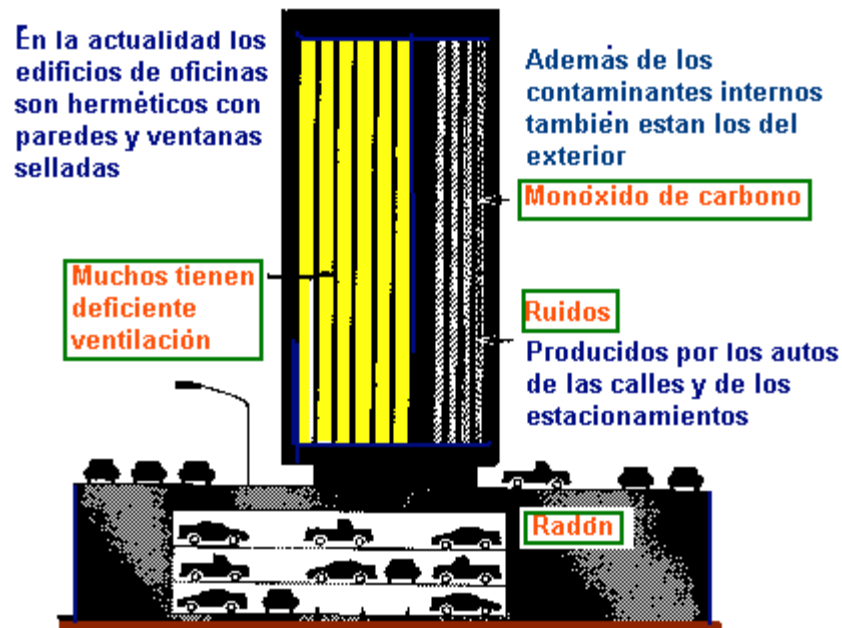 En la actualidad los
edificios de oficinas
son herméticos con
paredes y ventanas
selladas
Además de los
contaminantes internos
también estan los del
exterior
Monóxido de carbono
Muchos tienen
deficiente
ventilación
Ruidos
Producidos por los autos
de las calles y de los
estacionamientos
Radón